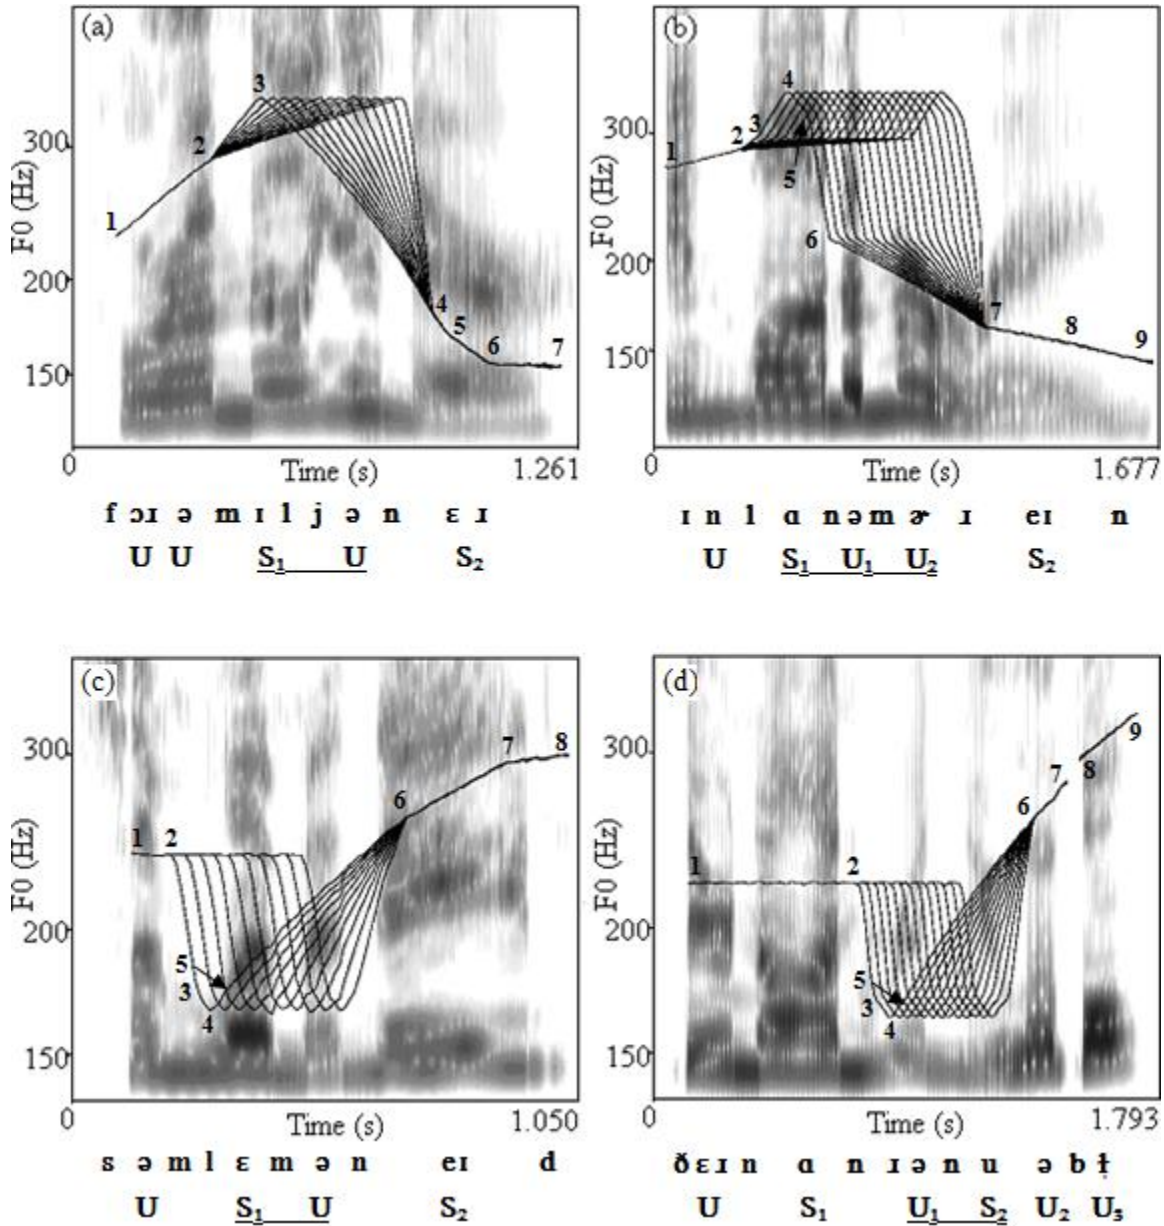 (a)
F0 (Hz)
300
200
150
1
2
3
4
5
6
7
0
Time (s)
1.261
f ɔɪ ə m ɪ l j ə n ɛ ɪ
U U S₁ U S₂
(b)
F0 (Hz)
300
200
150
1
2
3
4
5
6
7
8
9
0
Time (s)
1.677
ɪ n l ɑ n ə m ɚ ɪ eɪ n
U S₁ U₁ U₂ S₂
(c)
F0 (Hz)
300
200
150
1
2
3
4
5
6
7
8
0
Time (s)
1.050
s ə m l ɛ m ə n eɪ d
U S₁ U S₂
(d)
F0 (Hz)
300
200
150
1
2
3
4
5
6
7
8
9
0
Time (s)
1.793
ð ɛ ɪ n ɑ n ɪ ə n u ə b ɫ̩
U S₁ U₁ S₂ U₂ U₃